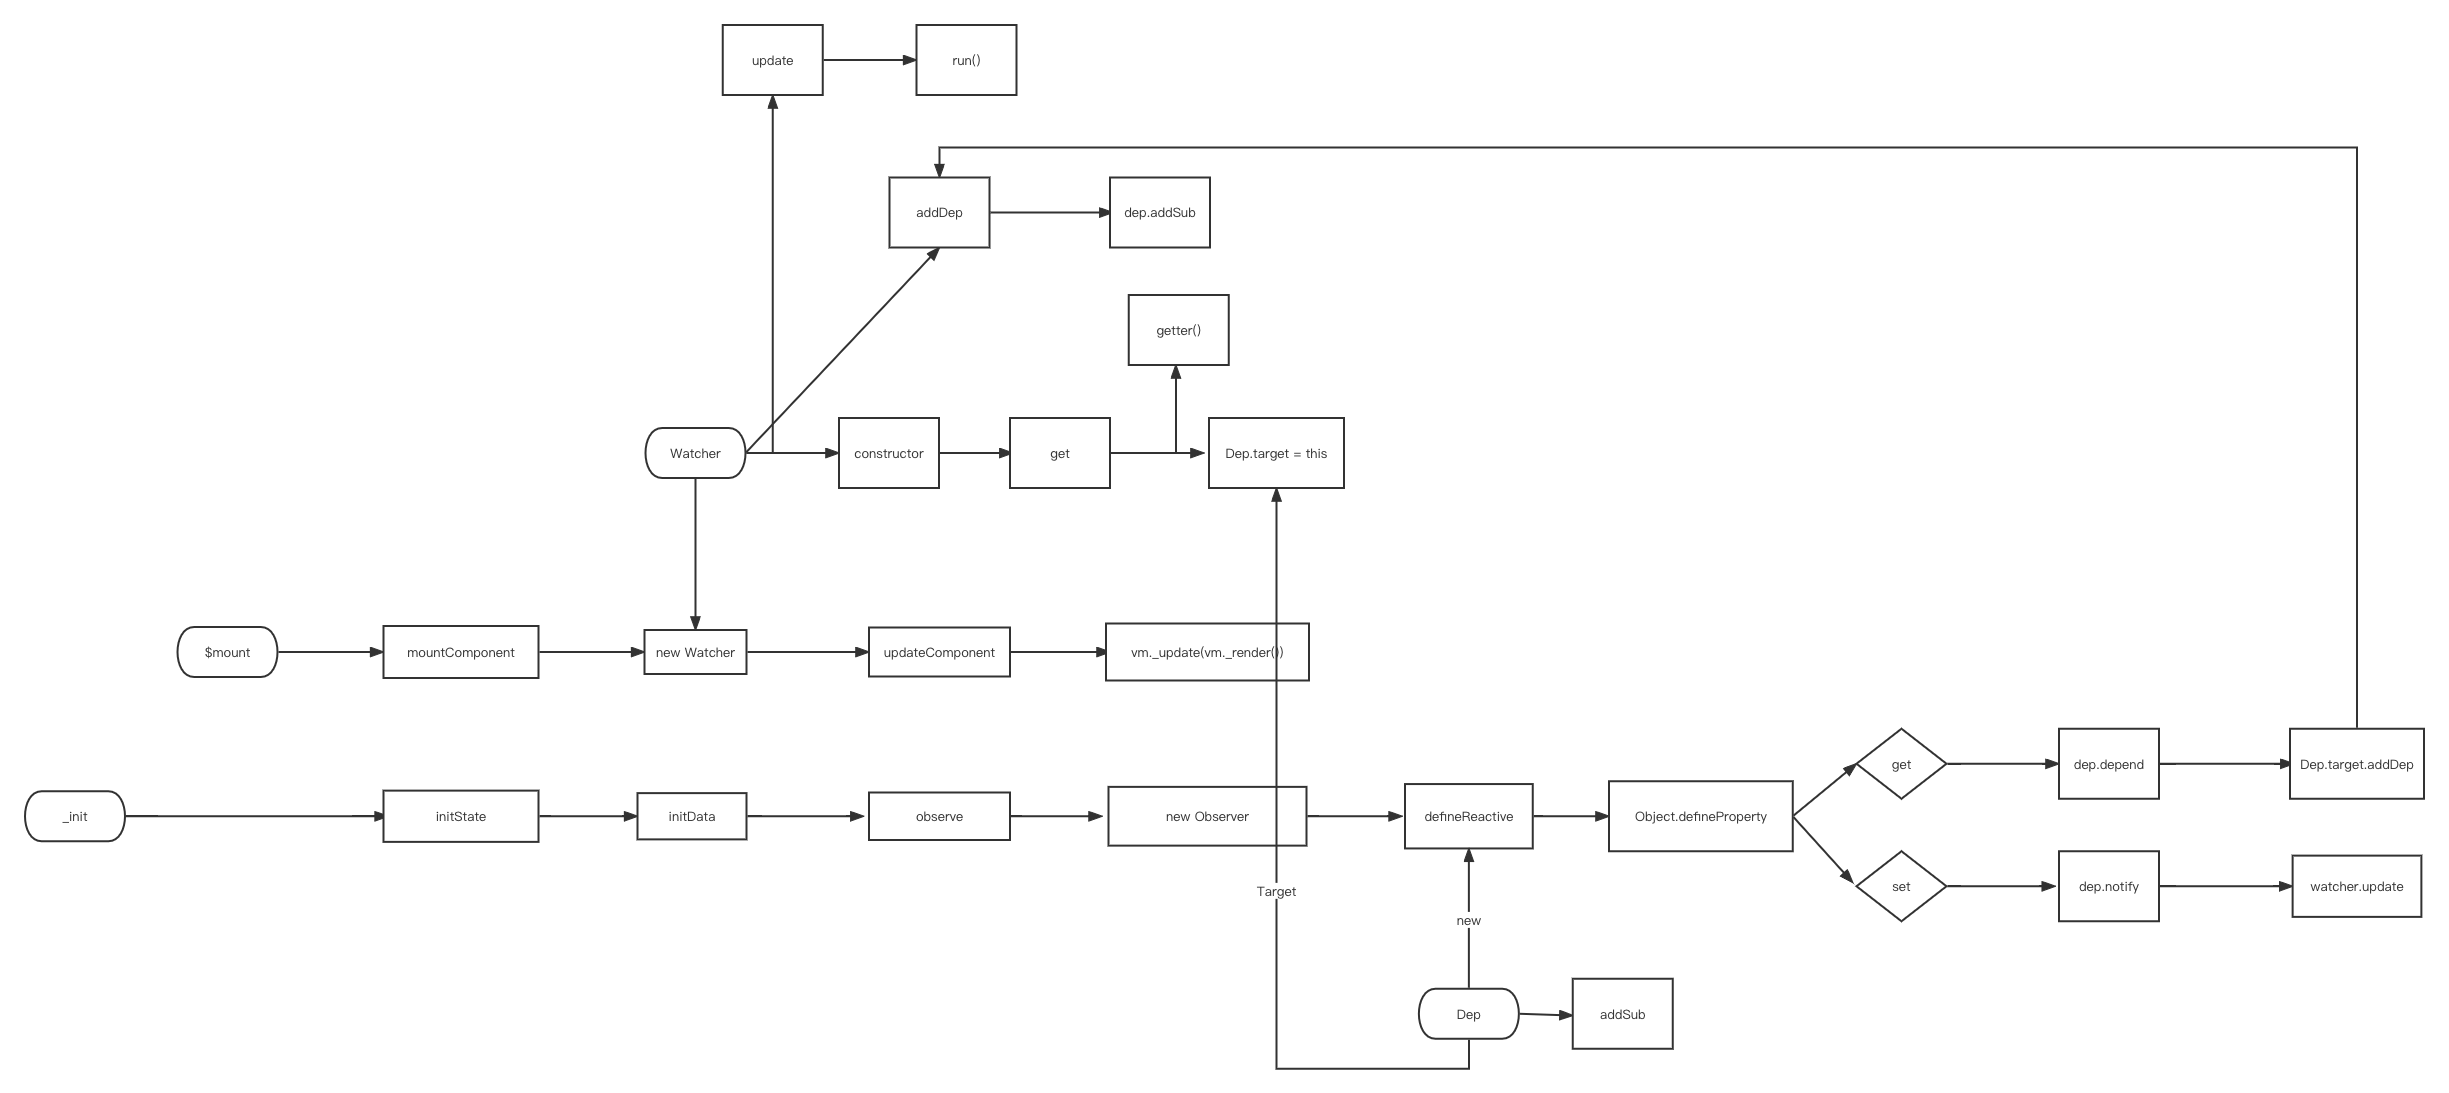 update
run()
addDep
dep.addSub
getter()
Watcher
constructor
get
Dep.target = this
$mount
mountComponent
new Watcher
updateComponent
vm._update(vm._render())
get
dep.depend
Dep.target.addDep
_init
initState
initData
observe
new Observer
defineReactive
Object.defineProperty
set
dep.notify
watcher.update
Target
new
Dep
addSub